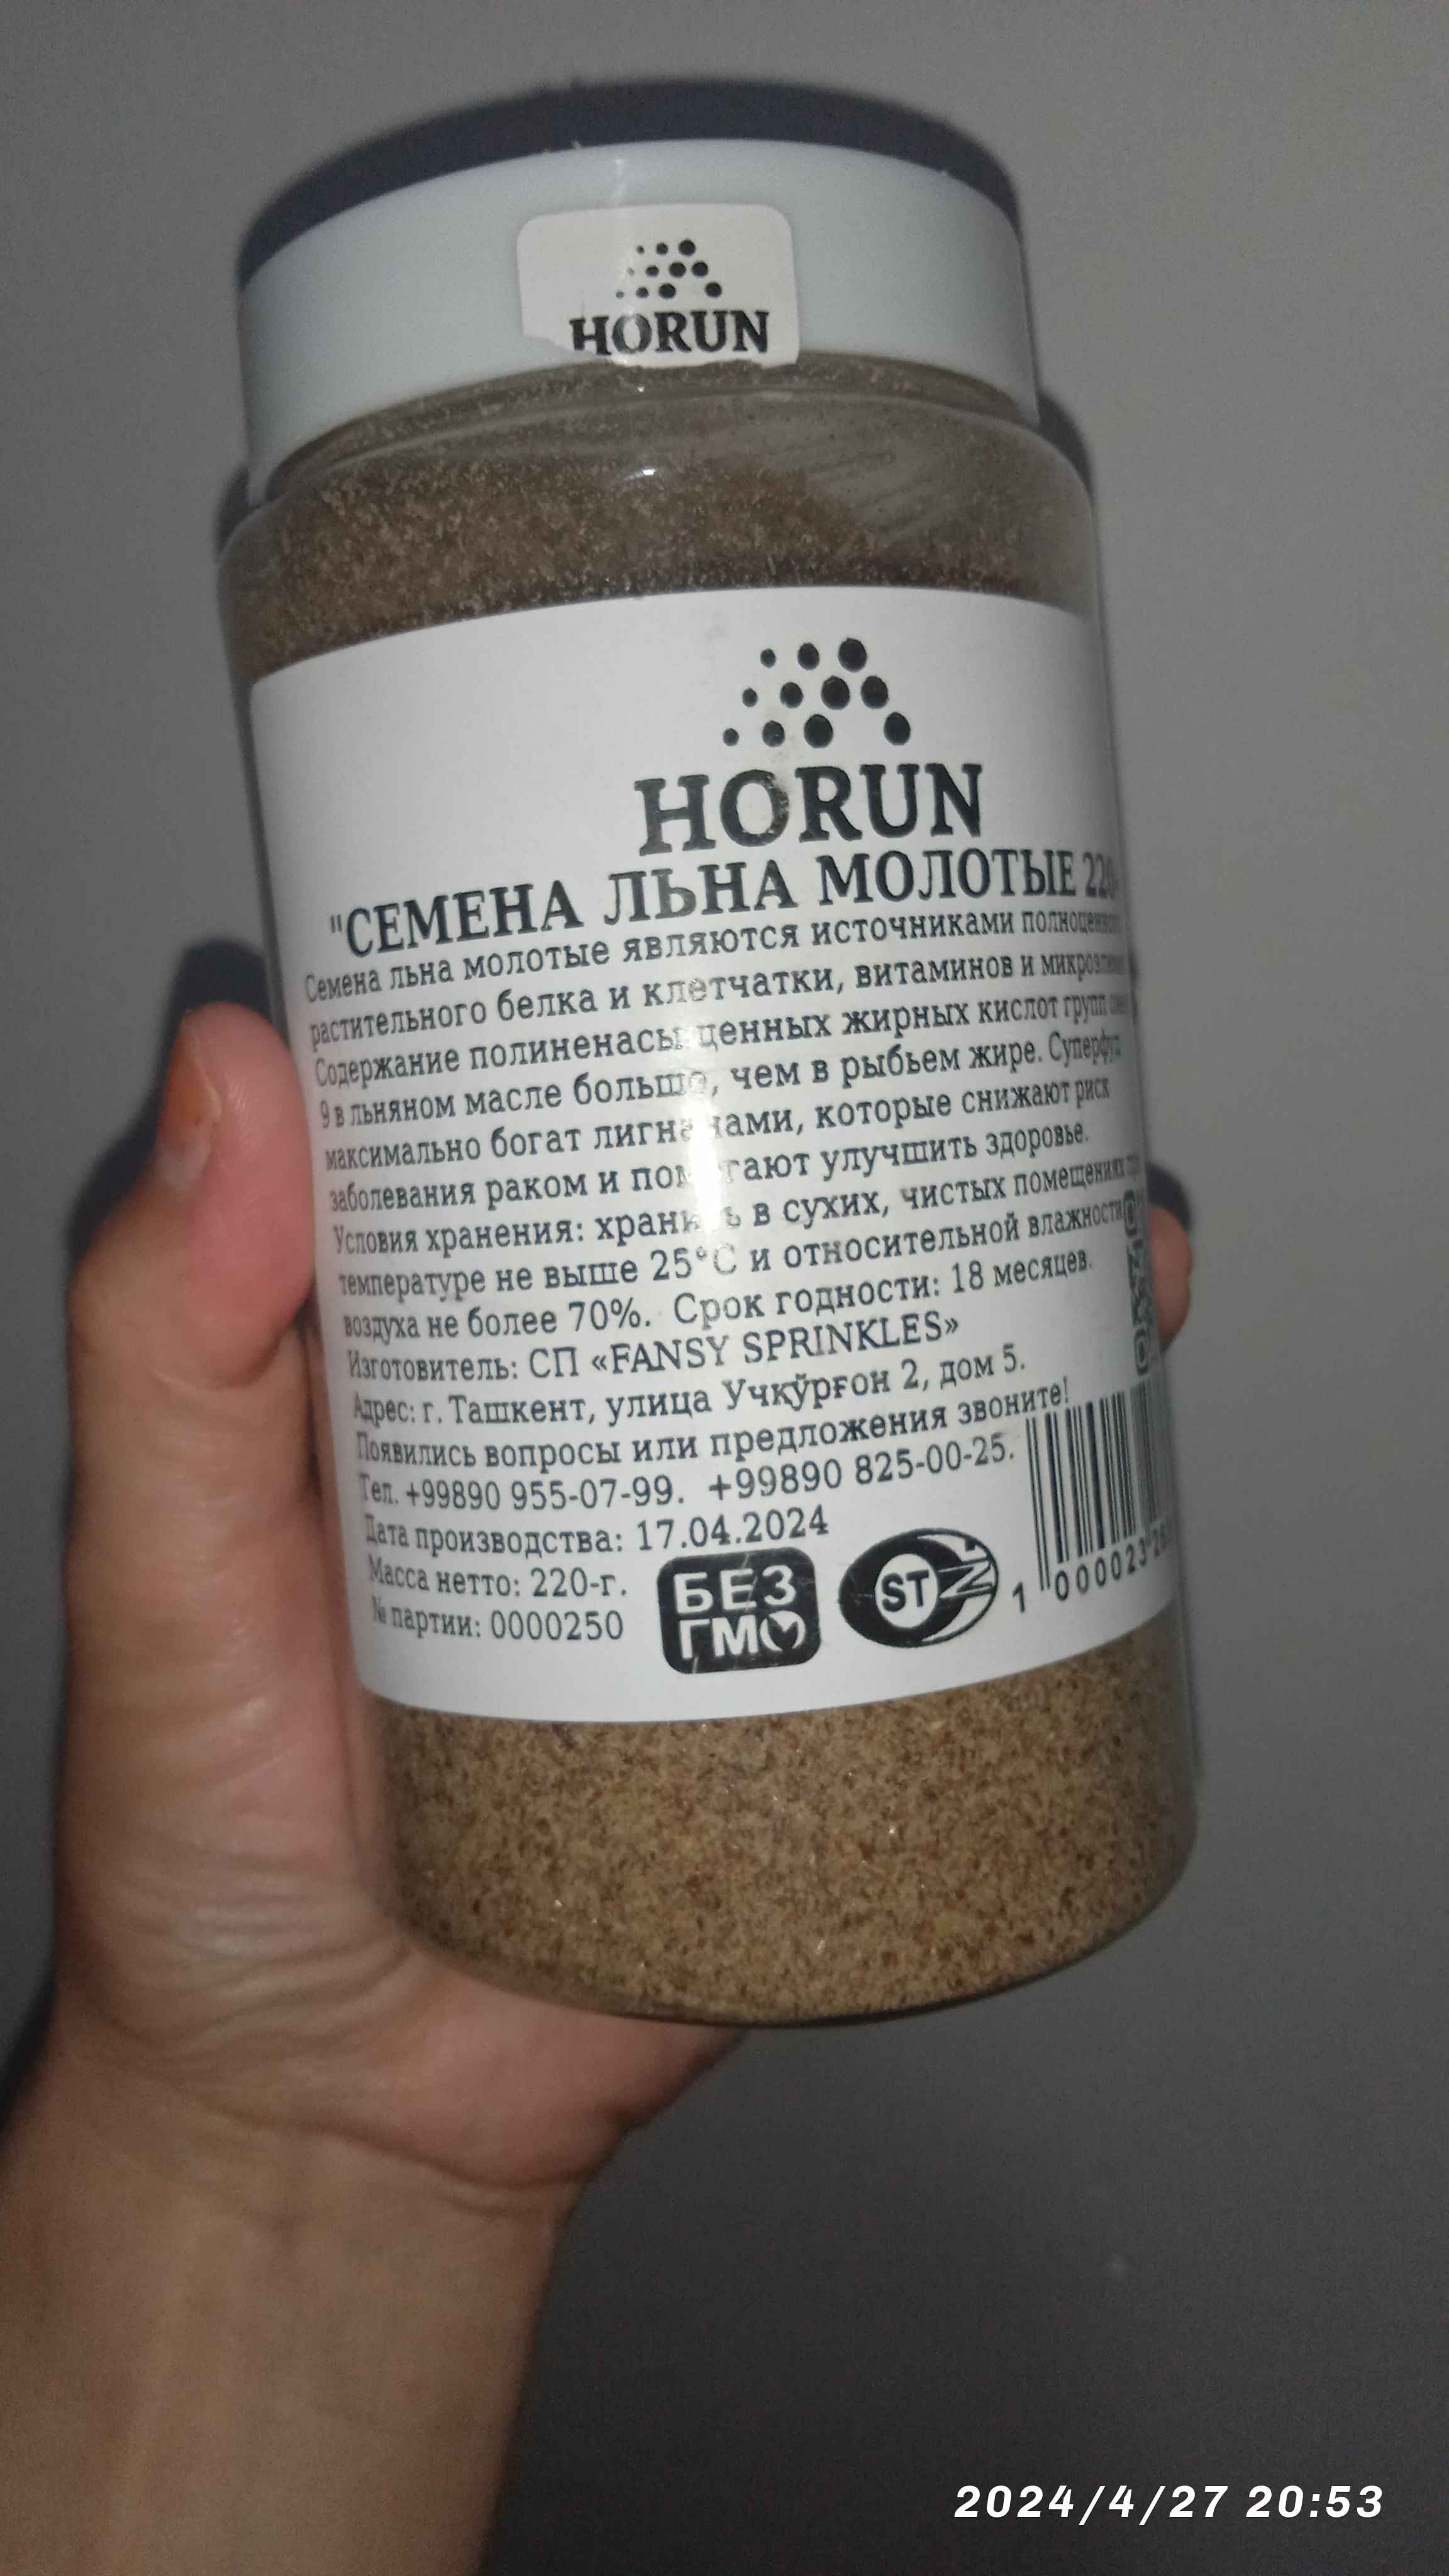 HORUN
HORUN
"СЕМЕНА ЛЬНА МОЛОТЫЕ
Семена льна молотые являются источниками
растительного белка и клетчатки, витаминов и
Содержание полиненасыщенных жирных кислот групп
9 в льняном масле больше, чем в рыбьем жире.
максимально богат лигнанами, которые снижают риск
заболевания раком и помогают улучшить здоровье.
Условия хранения: хранить в сухих, чистых помещениях
температуре не выше 25°C и относительной влажности
воздуха не более 70%. Срок годности: 18 месяцев.
Изготовитель: СП «FANSY SPRINKLES»
Адрес: г. Ташкент, улица Учқўрғон 2, дом 5.
Появились вопросы или предложения звоните!
Тел. +99890 955-07-99. +99890 825-00-25.
Дата производства: 17.04.2024
Масса нетто: 220-г.
№ партии: 0000250
БЕЗ
ГМО
ST
2024/4/27 20:53